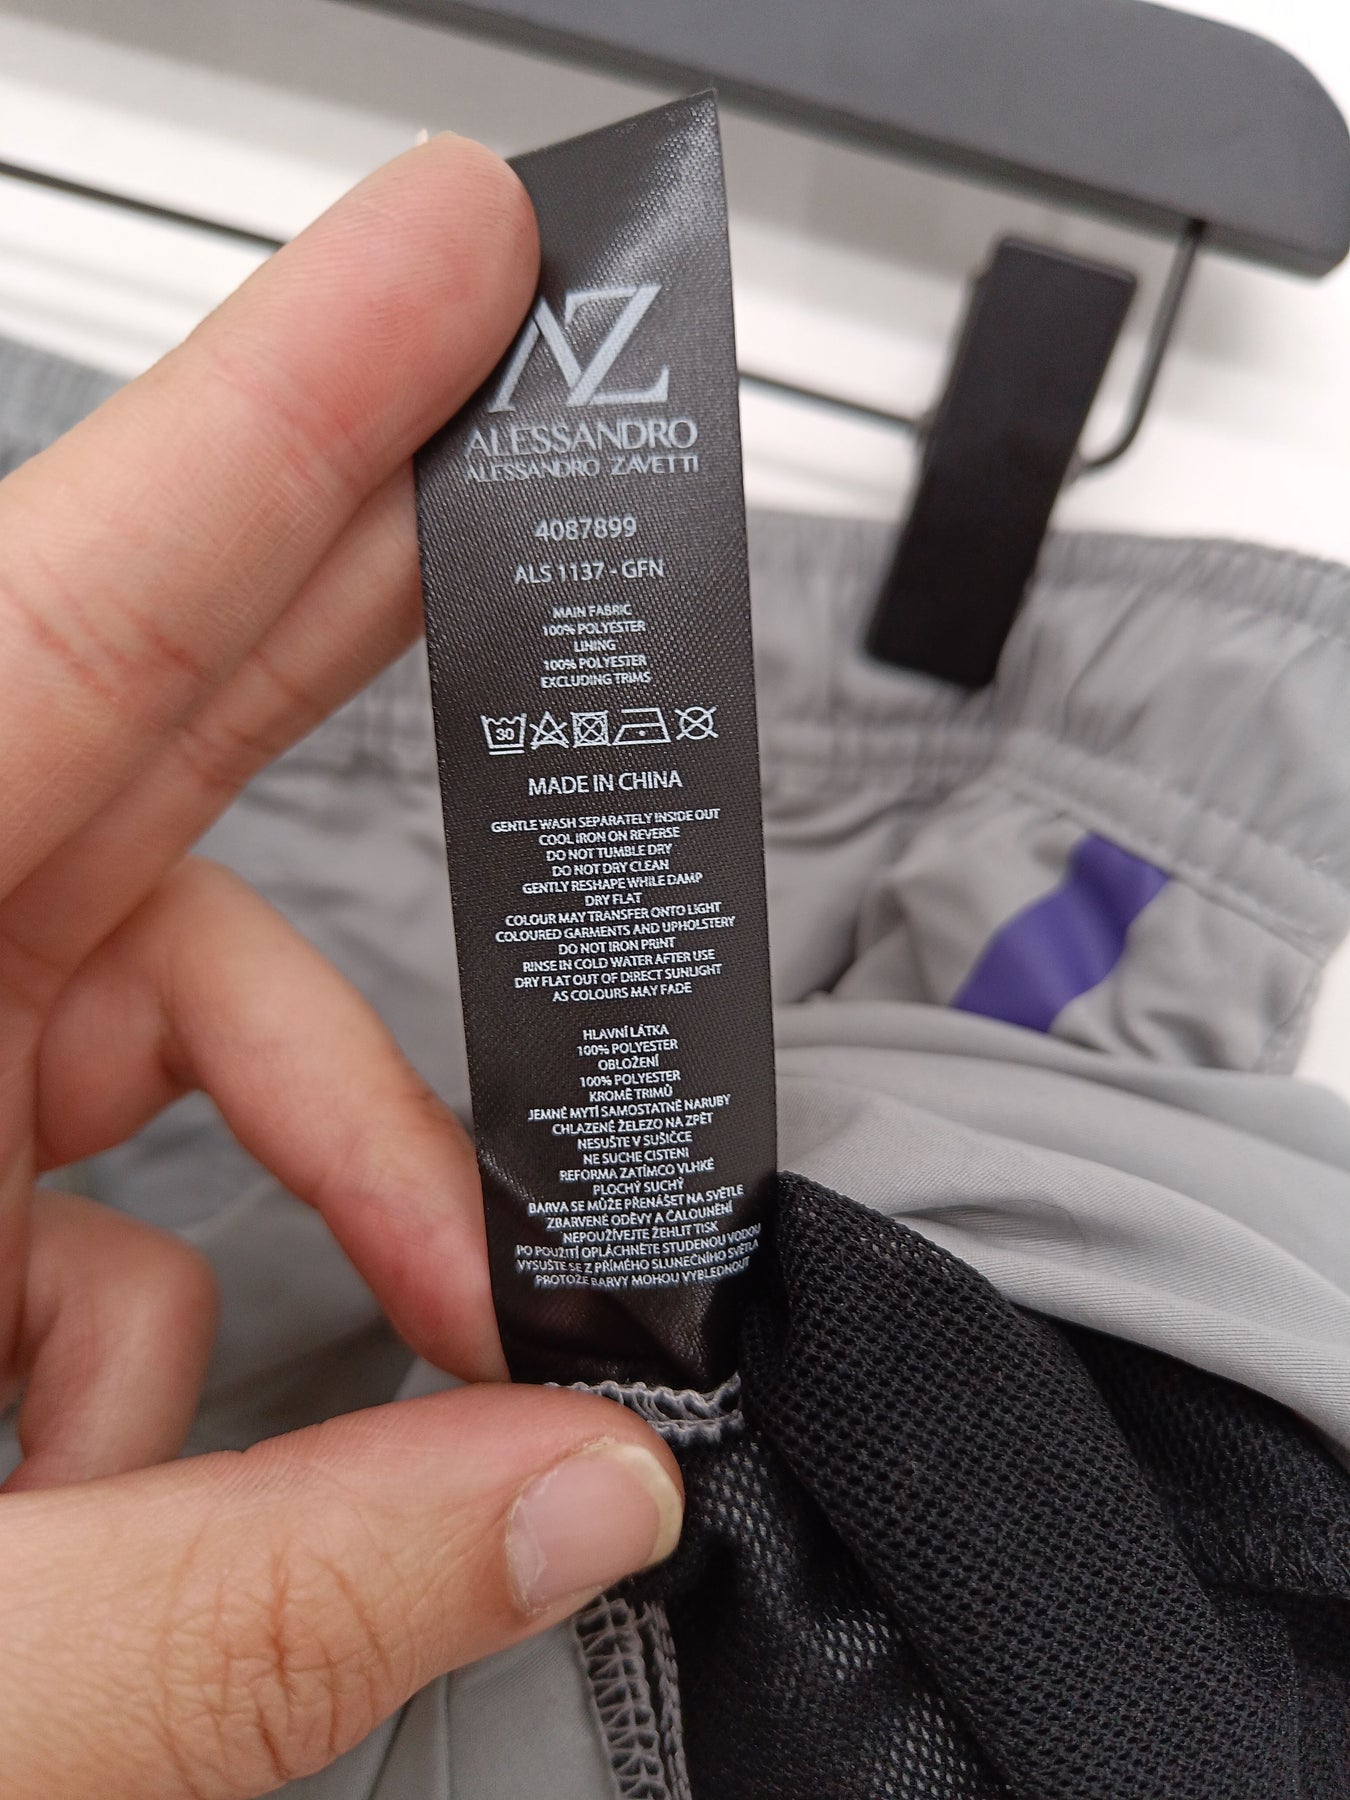 AZ
ALESSANDRO
ALESSANDRO ZAVETTI
4087899
ALS 1137 - GFN
MAIN FABRIC
100% POLYESTER
LINING
100% POLYESTER
EXCLUDING TRIMS
30
MADE IN CHINA
GENTLE WASH SEPARATELY INSIDE OUT
COOL IRON ON REVERSE
DO NOT TUMBLE DRY
DO NOT DRY CLEAN
GENTLY RESHAPE WHILE DAMP
DRY FLAT
COLOUR MAY TRANSFER ONTO LIGHT
COLOURED GARMENTS AND UPHOLSTERY
DO NOT IRON PRINT
RINSE IN COLD WATER AFTER USE
DRY FLAT OUT OF DIRECT SUNLIGHT
AS COLOURS MAY FADE
HLAVNÍ LÁTKA
100% POLYESTER
OBLOŽENÍ
100% POLYESTER
KROMĚ TRIMŮ
JEMNÉ MYTÍ SAMOSTATNĚ NARUBY
CHLAZENÉ ŽELEZO NA ZPĚT
NESUŠTE V SUŠIČCE
NE SUCHE CISTENI
REFORMA ZATÍMCO VLHKÉ
PLOCHÝ SUCHÝ
BARVA SE MŮŽE PŘENÁŠET NA SVĚTLE
ZBARVENÉ ODĚVY A ČALOUNĚNÍ
NEPOUŽÍVEJTE ŽEHLIT TISK
PO POUŽITÍ OPLÁCHNĚTE STUDENOU VODOU
VYSUŠTE SE Z PŘÍMÉHO SLUNEČNÍHO SVĚTLA
PROTOŽE BARVY MOHOU VYBLEDNOUT